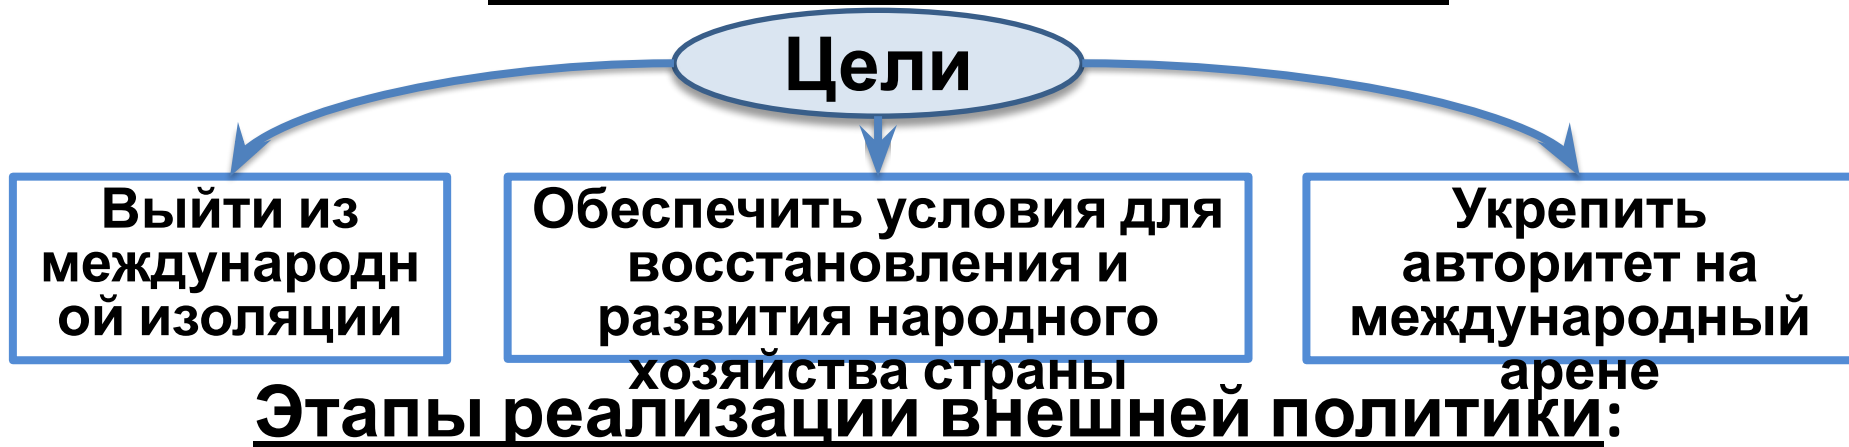 Цели
Выйти из
международн
ой изоляции
Обеспечить условия для
восстановления и
развития народного
хозяйства страны
Укрепить
авторитет на
международный
арене
Этапы реализации внешней политики: